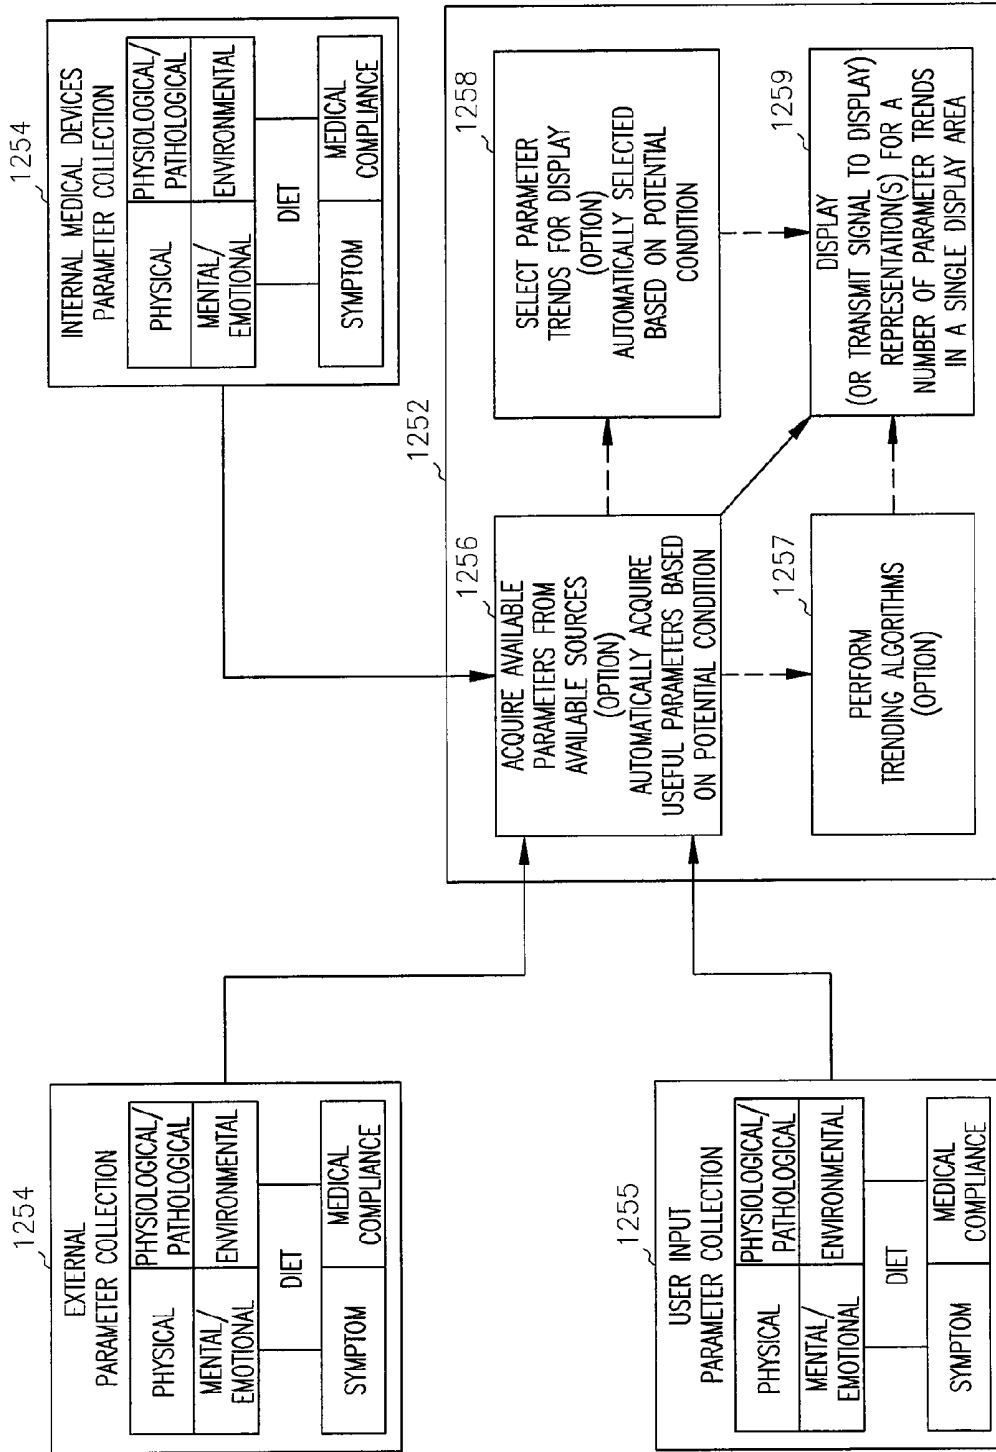 1254
EXTERNAL
PARAMETER COLLECTION
PHYSICAL
PHYSIOLOGICAL/
PATHOLOGICAL
MENTAL/
EMOTIONAL
ENVIRONMENTAL
DIET
SYMPTOM
MEDICAL
COMPLIANCE
1254
INTERNAL MEDICAL DEVICES
PARAMETER COLLECTION
PHYSICAL
PHYSIOLOGICAL/
PATHOLOGICAL
MENTAL/
EMOTIONAL
ENVIRONMENTAL
DIET
SYMPTOM
MEDICAL
COMPLIANCE
1255
USER INPUT
PARAMETER COLLECTION
PHYSICAL
PHYSIOLOGICAL/
PATHOLOGICAL
MENTAL/
EMOTIONAL
ENVIRONMENTAL
DIET
SYMPTOM
MEDICAL
COMPLIANCE
1252
1256
ACQUIRE AVAILABLE
PARAMETERS FROM
AVAILABLE SOURCES
(OPTION)
AUTOMATICALLY ACQUIRE
USEFUL PARAMETERS BASED
ON POTENTIAL CONDITION
1258
SELECT PARAMETER
TRENDS FOR DISPLAY
(OPTION)
AUTOMATICALLY SELECTED
BASED ON POTENTIAL
CONDITION
1257
PERFORM
TRENDING ALGORITHMS
(OPTION)
1259
DISPLAY
(OR TRANSMIT SIGNAL TO DISPLAY)
REPRESENTATION(S) FOR A
NUMBER OF PARAMETER TRENDS
IN A SINGLE DISPLAY AREA